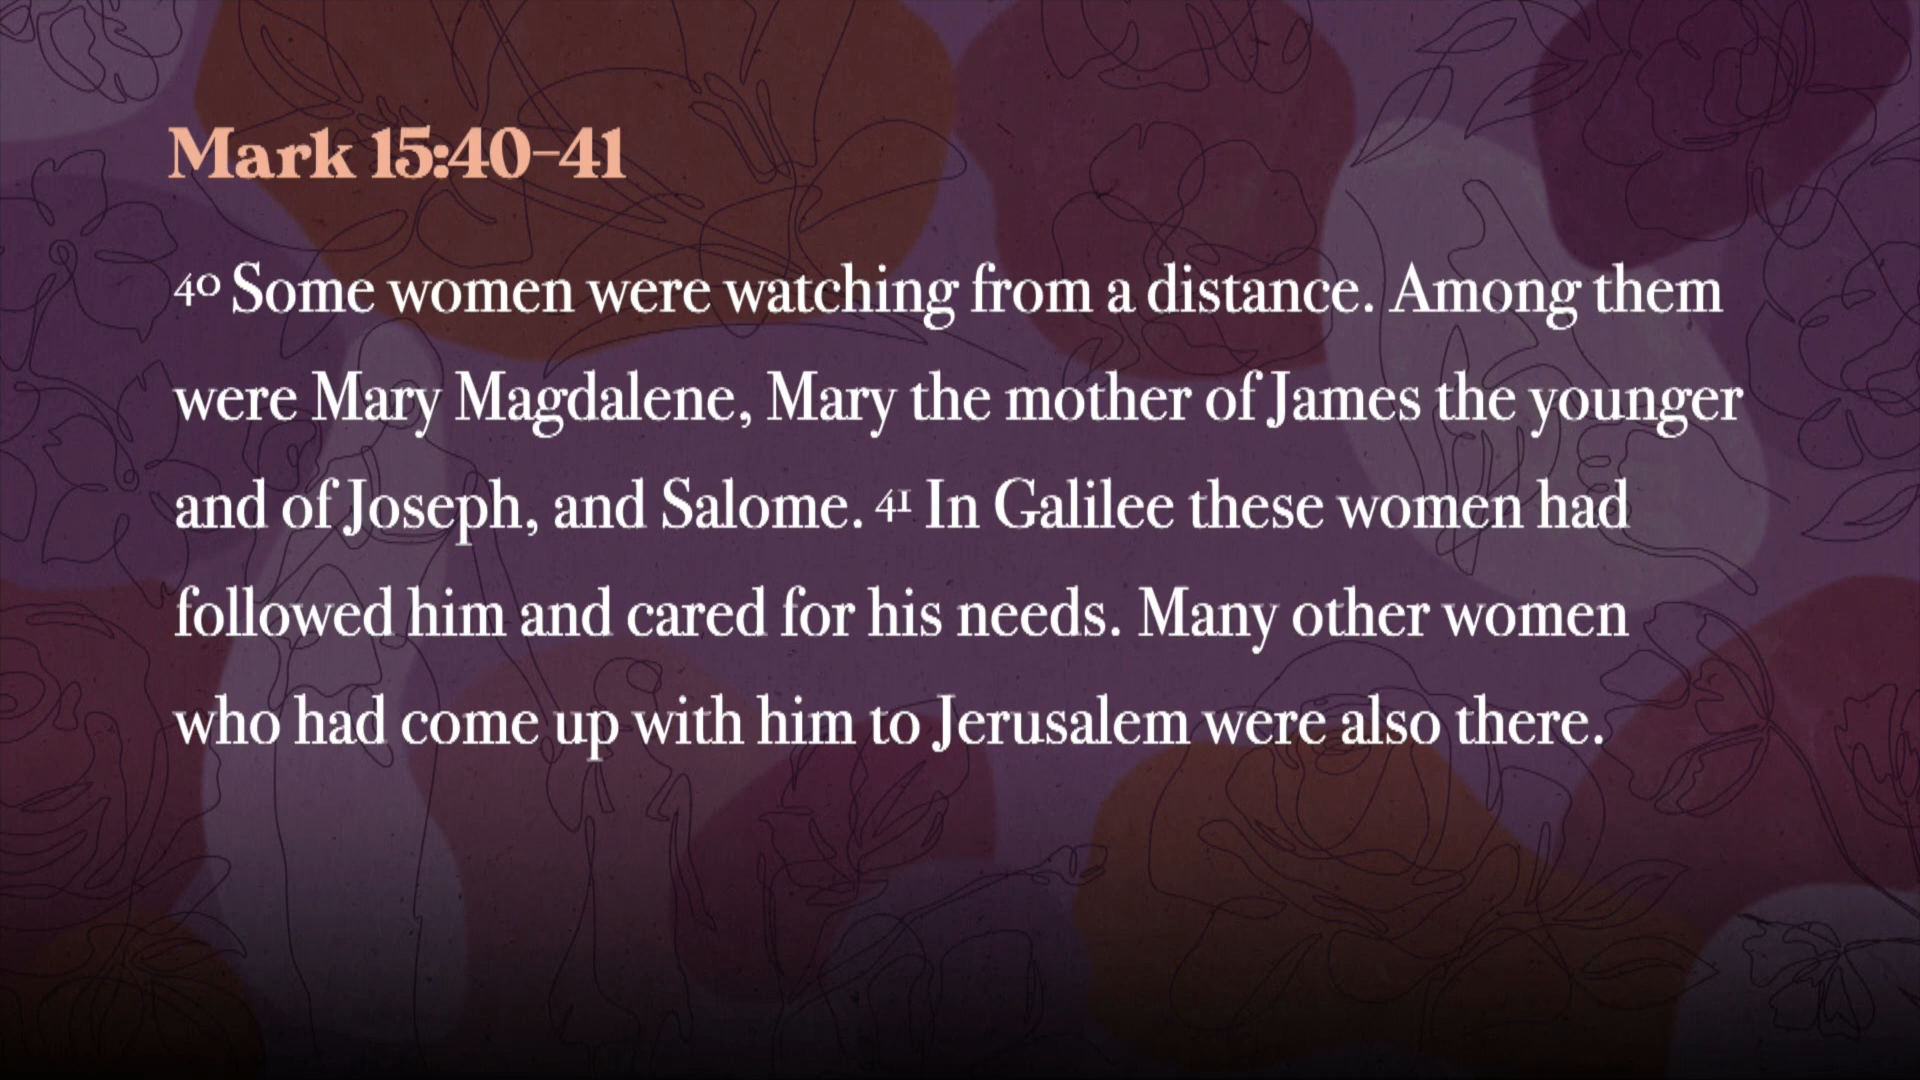 Mark 15:40–41
40 Some women were watching from a distance. Among them
were Mary Magdalene, Mary the mother of James the younger
and of Joseph, and Salome. 41 In Galilee these women had
followed him and cared for his needs. Many other women
who had come up with him to Jerusalem were also there.